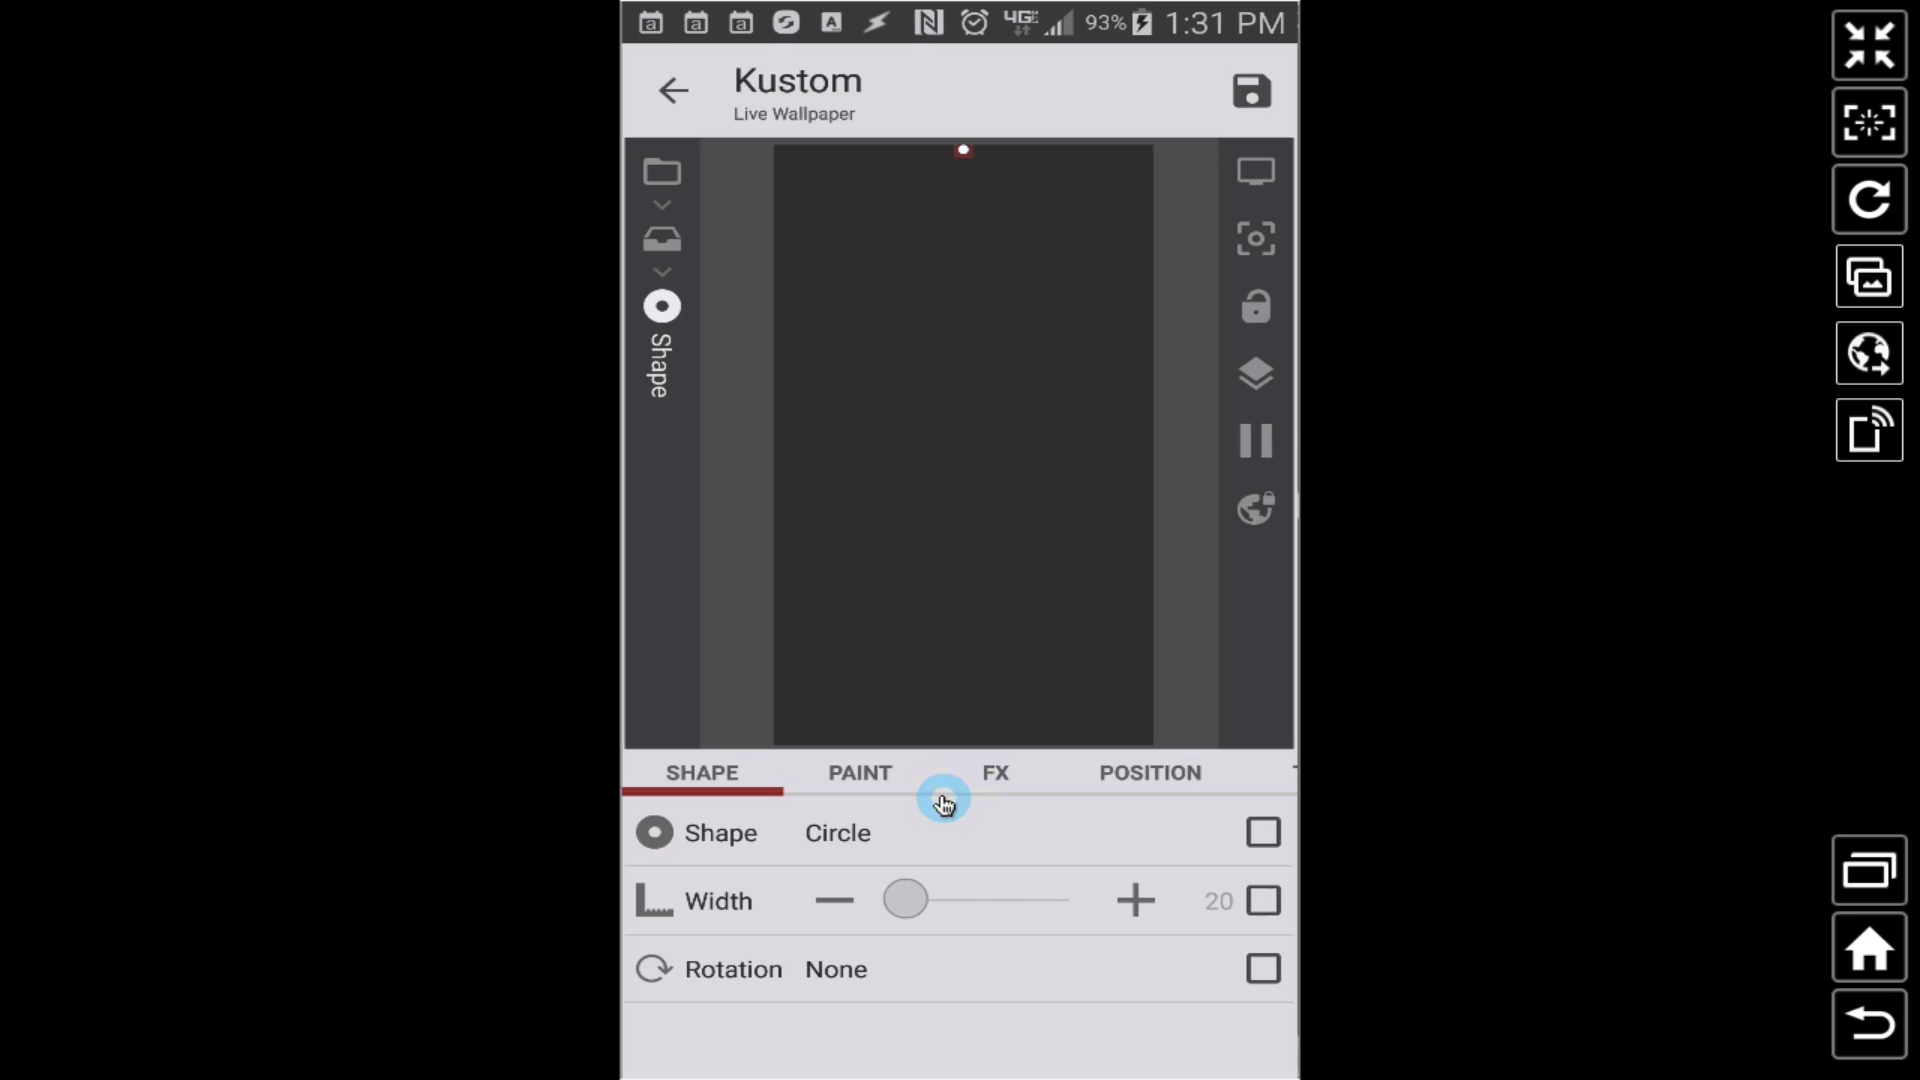 93% 1:31 PM
Kustom
Live Wallpaper
Shape
SHAPE PAINT FX POSITION
Shape Circle
Width 20
Rotation None